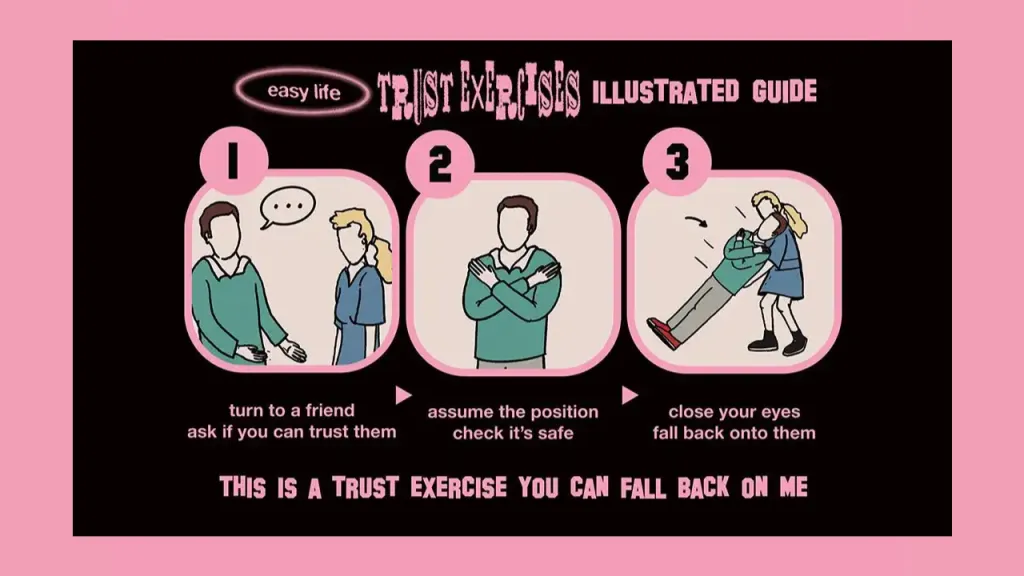 easy life TRUST EXERCISES ILLUSTRATED GUIDE
1
2
3
turn to a friend
ask if you can trust them
assume the position
check it's safe
close your eyes
fall back onto them
THIS IS A TRUST EXERCISE YOU CAN FALL BACK ON ME